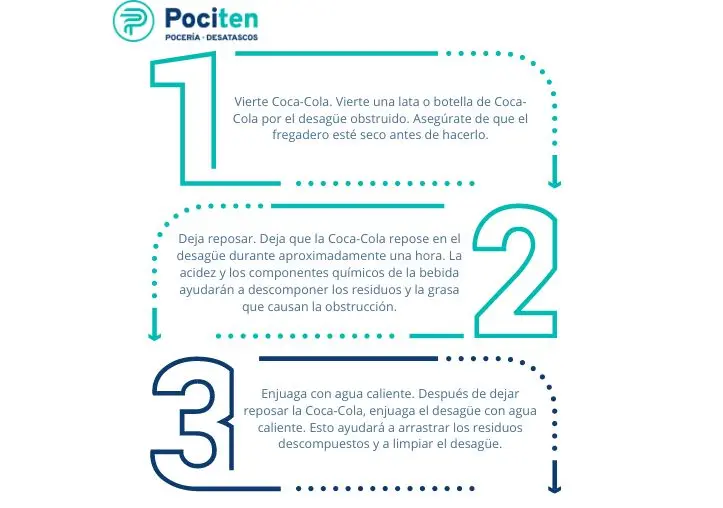 Pociten
POCERÍA · DESATASCOS
1
Vierte Coca-Cola. Vierte una lata o botella de Coca-
Cola por el desagüe obstruido. Asegúrate de que el
fregadero esté seco antes de hacerlo.
2
Deja reposar. Deja que la Coca-Cola repose en el
desagüe durante aproximadamente una hora. La
acidez y los componentes químicos de la bebida
ayudarán a descomponer los residuos y la grasa
que causan la obstrucción.
3
Enjuaga con agua caliente. Después de dejar
reposar la Coca-Cola, enjuaga el desagüe con agua
caliente. Esto ayudará a arrastrar los residuos
descompuestos y a limpiar el desagüe.